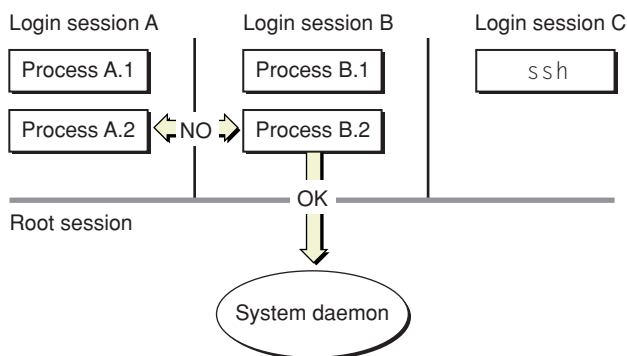 Login session A
Login session B
Login session C
Process A.1
Process B.1
ssh
Process A.2
NO
Process B.2
OK
Root session
System daemon